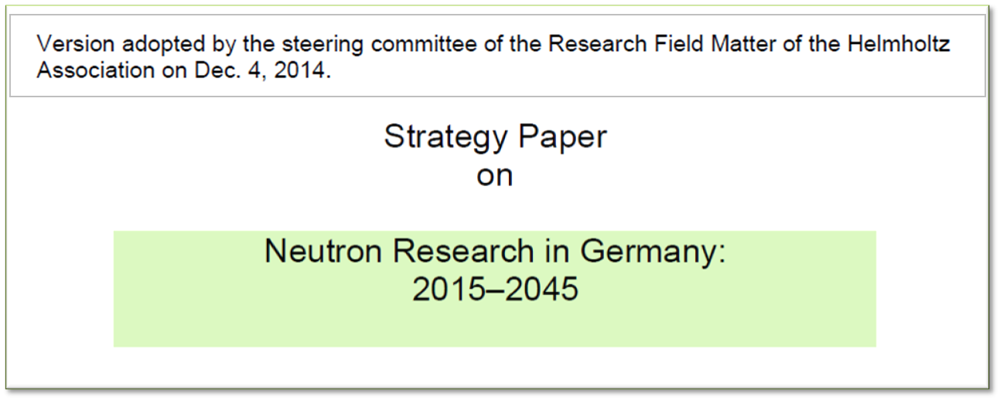 Version adopted by the steering committee of the Research Field Matter of the Helmholtz
Association on Dec. 4, 2014.
Strategy Paper
on
Neutron Research in Germany:
2015–2045